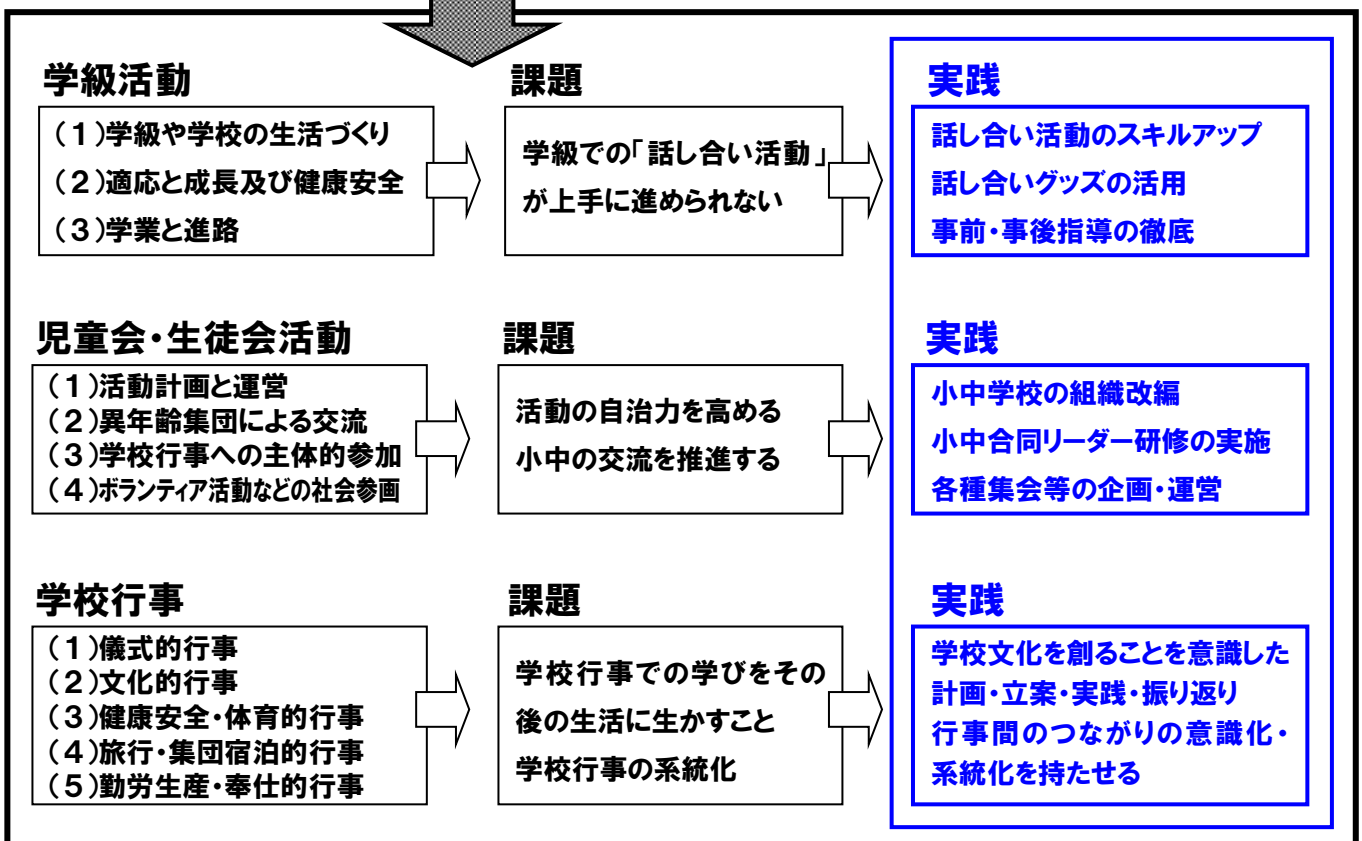 学級活動
(1)学級や学校の生活づくり
(2)適応と成長及び健康安全
(3)学業と進路
課題
学級での「話し合い活動」
が上手に進められない
実践
話し合い活動のスキルアップ
話し合いグッズの活用
事前・事後指導の徹底
児童会・生徒会活動
(1)活動計画と運営
(2)異年齢集団による交流
(3)学校行事への主体的参加
(4)ボランティア活動などの社会参画
課題
活動の自治力を高める
小中の交流を推進する
実践
小中学校の組織改編
小中合同リーダー研修の実施
各種集会等の企画・運営
学校行事
(1)儀式的行事
(2)文化的行事
(3)健康安全・体育的行事
(4)旅行・集団宿泊的行事
(5)勤労生産・奉仕的行事
課題
学校行事での学びをその
後の生活に生かすこと
学校行事の系統化
実践
学校文化を創ることを意識した
計画・立案・実践・振り返り
行事間のつながりの意識化・
系統化を持たせる